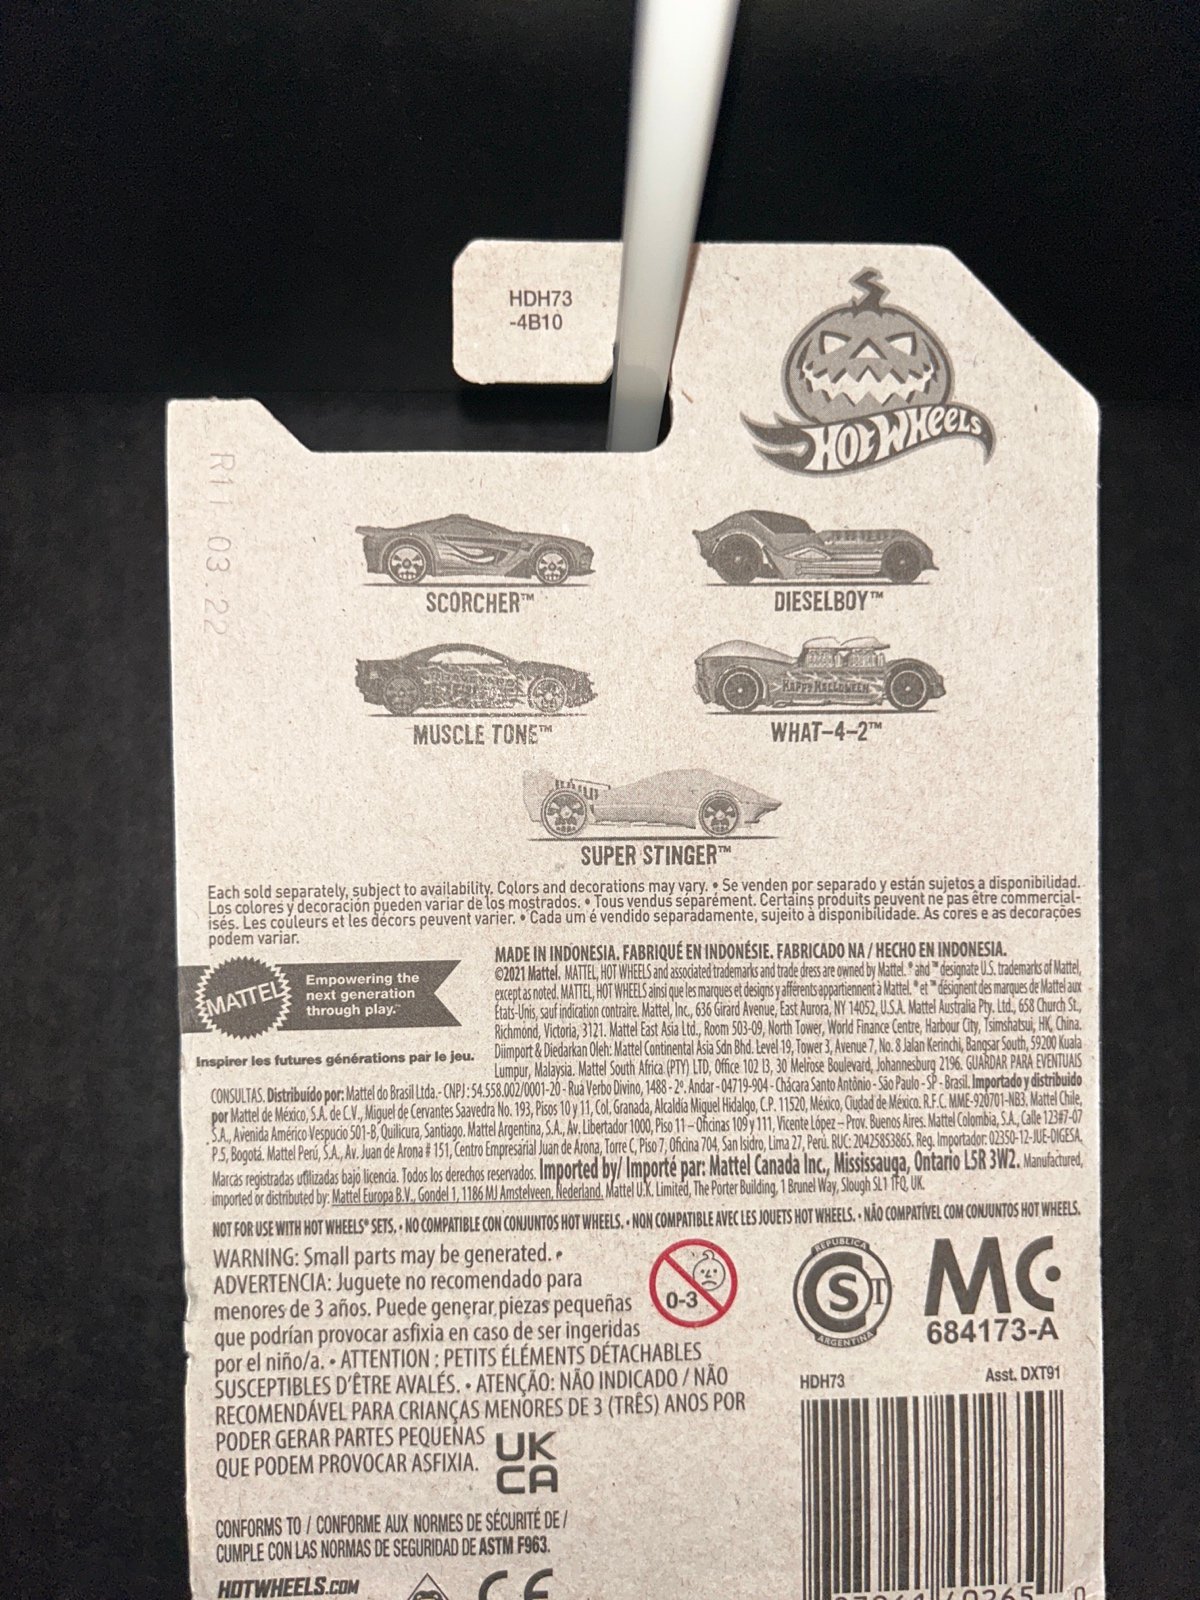 HDH73
-4B10
HOT WHEELS
R11 03 22
SCORCHER™
DIESELBOY™
HAPPY HALLOWEEN
MUSCLE TONE™
WHAT-4-2™
SUPER STINGER™
Each sold separately, subject to availability. Colors and decorations may vary. • Se venden por separado y están sujetos a disponibilidad.
Los colores y decoración pueden variar de los mostrados. • Tous vendus séparément. Certains produits peuvent ne pas être commercial-
isés. Les couleurs et les décors peuvent varier. • Cada um é vendido separadamente, sujeito à disponibilidade. As cores e as decorações
podem variar.
MATTEL
Empowering the
next generation
through play.™
Inspirer les futures générations par le jeu.
MADE IN INDONESIA. FABRIQUÉ EN INDONÉSIE. FABRICADO NA / HECHO EN INDONESIA.
©2021 Mattel. MATTEL, HOT WHEELS and associated trademarks and trade dress are owned by Mattel. ® and ™ designate U.S. trademarks of Mattel,
except as noted. MATTEL, HOT WHEELS ainsi que les marques et designs y afférents appartiennent à Mattel. ® et ™ désignent des marques de Mattel aux
États-Unis, sauf indication contraire. Mattel, Inc., 636 Girard Avenue, East Aurora, NY 14052, U.S.A. Mattel Australia Pty. Ltd., 658 Church St.,
Richmond, Victoria, 3121. Mattel East Asia Ltd., Room 503-09, North Tower, World Finance Centre, Harbour City, Tsimshatsui, HK, China.
Diimport & Diedarkan Oleh: Mattel Continental Asia Sdn Bhd. Level 19, Tower 3, Avenue 7, No. 8 Jalan Kerinchi, Bangsar South, 59200 Kuala
Lumpur, Malaysia. Mattel South Africa (PTY) LTD, Office 102 I3, 30 Melrose Boulevard, Johannesburg 2196. GUARDAR PARA EVENTUAIS
CONSULTAS. Distribuído por: Mattel do Brasil Ltda.- CNPJ : 54.558.002/0001-20 - Rua Verbo Divino, 1488 - 2º. Andar - 04719-904 - Chácara Santo Antônio - São Paulo - SP - Brasil. Importado y distribuido
por Mattel de México, S.A. de C.V., Miguel de Cervantes Saavedra No. 193, Pisos 10 y 11, Col. Granada, Alcaldía Miguel Hidalgo, C.P. 11520, México, Ciudad de México. R.F.C. MME-920701-NB3. Mattel Chile,
S.A., Avenida Américo Vespucio 501-B, Quilicura, Santiago. Mattel Argentina, S.A., Av. Libertador 1000, Piso 11 – Oficinas 109 y 111, Vicente López – Prov. Buenos Aires. Mattel Colombia, S.A., Calle 123#7-07
P.5, Bogotá. Mattel Perú, S.A., Av. Juan de Arona # 151, Centro Empresarial Juan de Arona, Torre C, Piso 7, Oficina 704, San Isidro, Lima 27, Perú. RUC: 20425853865. Reg. Importador: 02350-12-JUE-DIGESA.
Marcas registradas utilizadas bajo licencia. Todos los derechos reservados. Imported by/ Importé par: Mattel Canada Inc., Mississauga, Ontario L5R 3W2. Manufactured,
imported or distributed by: Mattel Europa B.V., Gondel 1, 1186 MJ Amstelveen, Nederland. Mattel U.K. Limited, The Porter Building, 1 Brunel Way, Slough SL1 1FQ, UK.
NOT FOR USE WITH HOT WHEELS® SETS. • NO COMPATIBLE CON CONJUNTOS HOT WHEELS. • NON COMPATIBLE AVEC LES JOUETS HOT WHEELS. • NÃO COMPATÍVEL COM CONJUNTOS HOT WHEELS.
WARNING: Small parts may be generated. •
ADVERTENCIA: Juguete no recomendado para
menores de 3 años. Puede generar piezas pequeñas
que podrían provocar asfixia en caso de ser ingeridas
por el niño/a. • ATTENTION : PETITS ÉLÉMENTS DÉTACHABLES
SUSCEPTIBLES D'ÊTRE AVALÉS. • ATENÇÃO: NÃO INDICADO / NÃO
RECOMENDÁVEL PARA CRIANÇAS MENORES DE 3 (TRÊS) ANOS POR
PODER GERAR PARTES PEQUENAS
QUE PODEM PROVOCAR ASFIXIA.
UK
CA
0-3
REPUBLICA
S T
ARGENTINA
MC
684173-A
HDH73
Asst. DXT91
CONFORMS TO / CONFORME AUX NORMES DE SÉCURITÉ DE /
CUMPLE CON LAS NORMAS DE SEGURIDAD DE ASTM F963.
HOTWHEELS.COM
CE